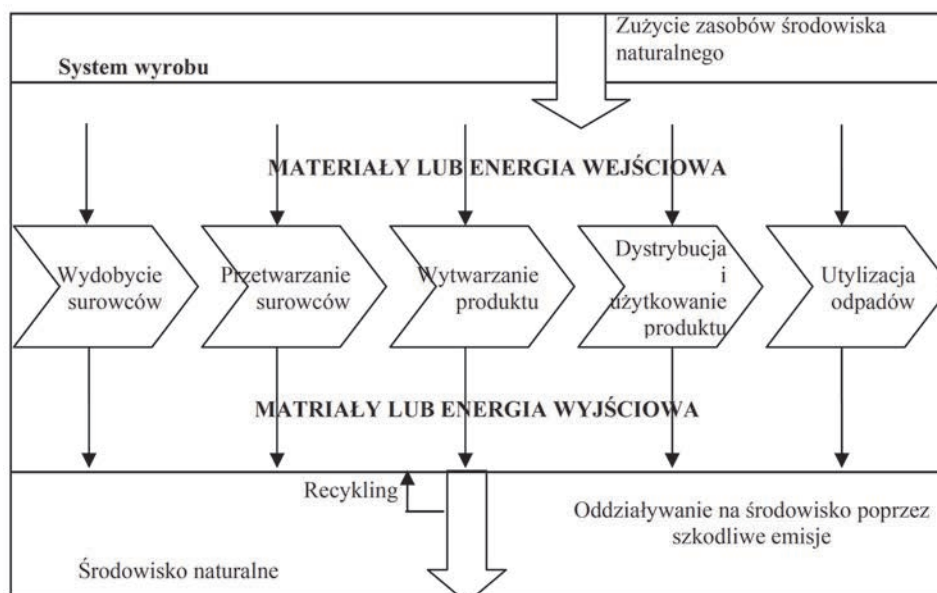 Zużycie zasobów środowiska
naturalnego
System wyrobu
MATERIAŁY LUB ENERGIA WEJŚCIOWA
Wydobycie
surowców
Przetwarzanie
surowców
Wytwarzanie
produktu
Dystrybucja
i
użytkowanie
produktu
Utylizacja
odpadów
MATRIAŁY LUB ENERGIA WYJŚCIOWA
Recykling
Oddziaływanie na środowisko poprzez
szkodliwe emisje
Środowisko naturalne